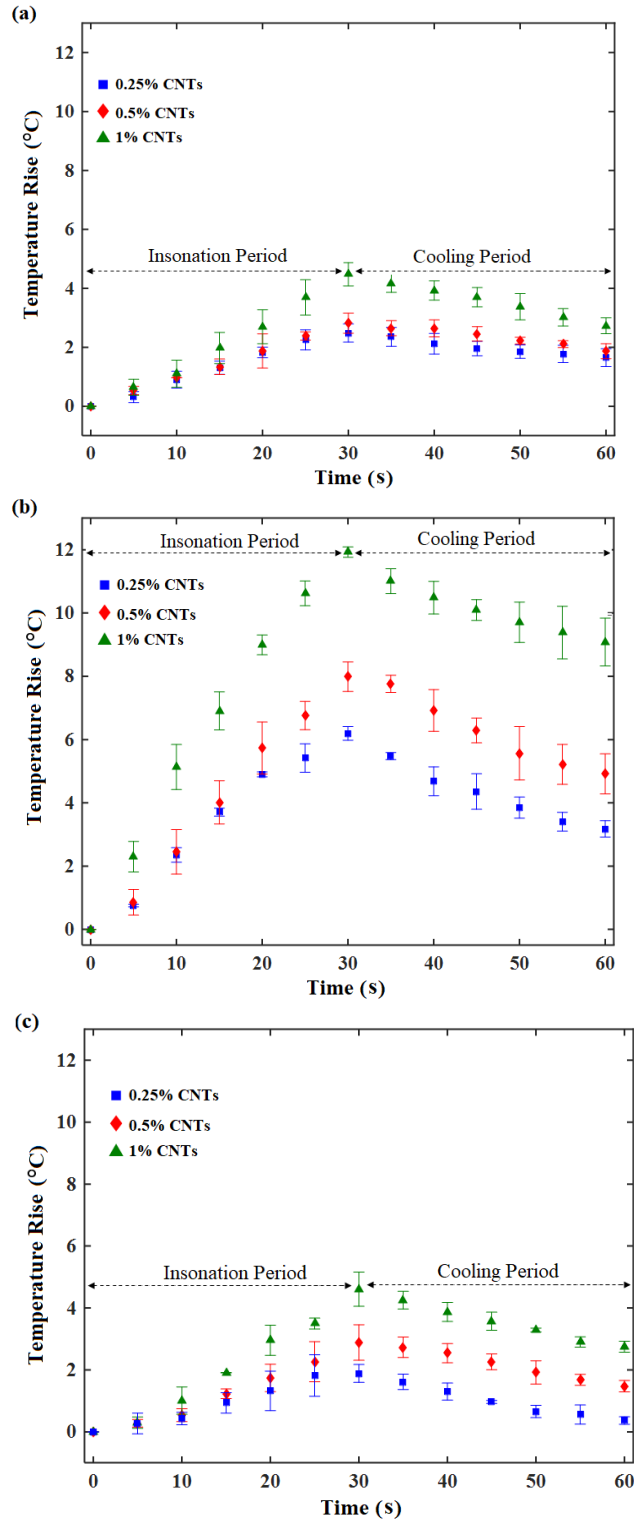 (a)
12
10
8
6
4
2
0
Temperature Rise (°C)
0.25% CNTs
0.5% CNTs
1% CNTs
Insonation Period
Cooling Period
0 10 20 30 40 50 60
Time (s)
(b)
12
10
8
6
4
2
0
Temperature Rise (°C)
Insonation Period
Cooling Period
0.25% CNTs
0.5% CNTs
1% CNTs
0 10 20 30 40 50 60
Time (s)
(c)
12
10
8
6
4
2
0
Temperature Rise (°C)
0.25% CNTs
0.5% CNTs
1% CNTs
Insonation Period
Cooling Period
0 10 20 30 40 50 60
Time (s)